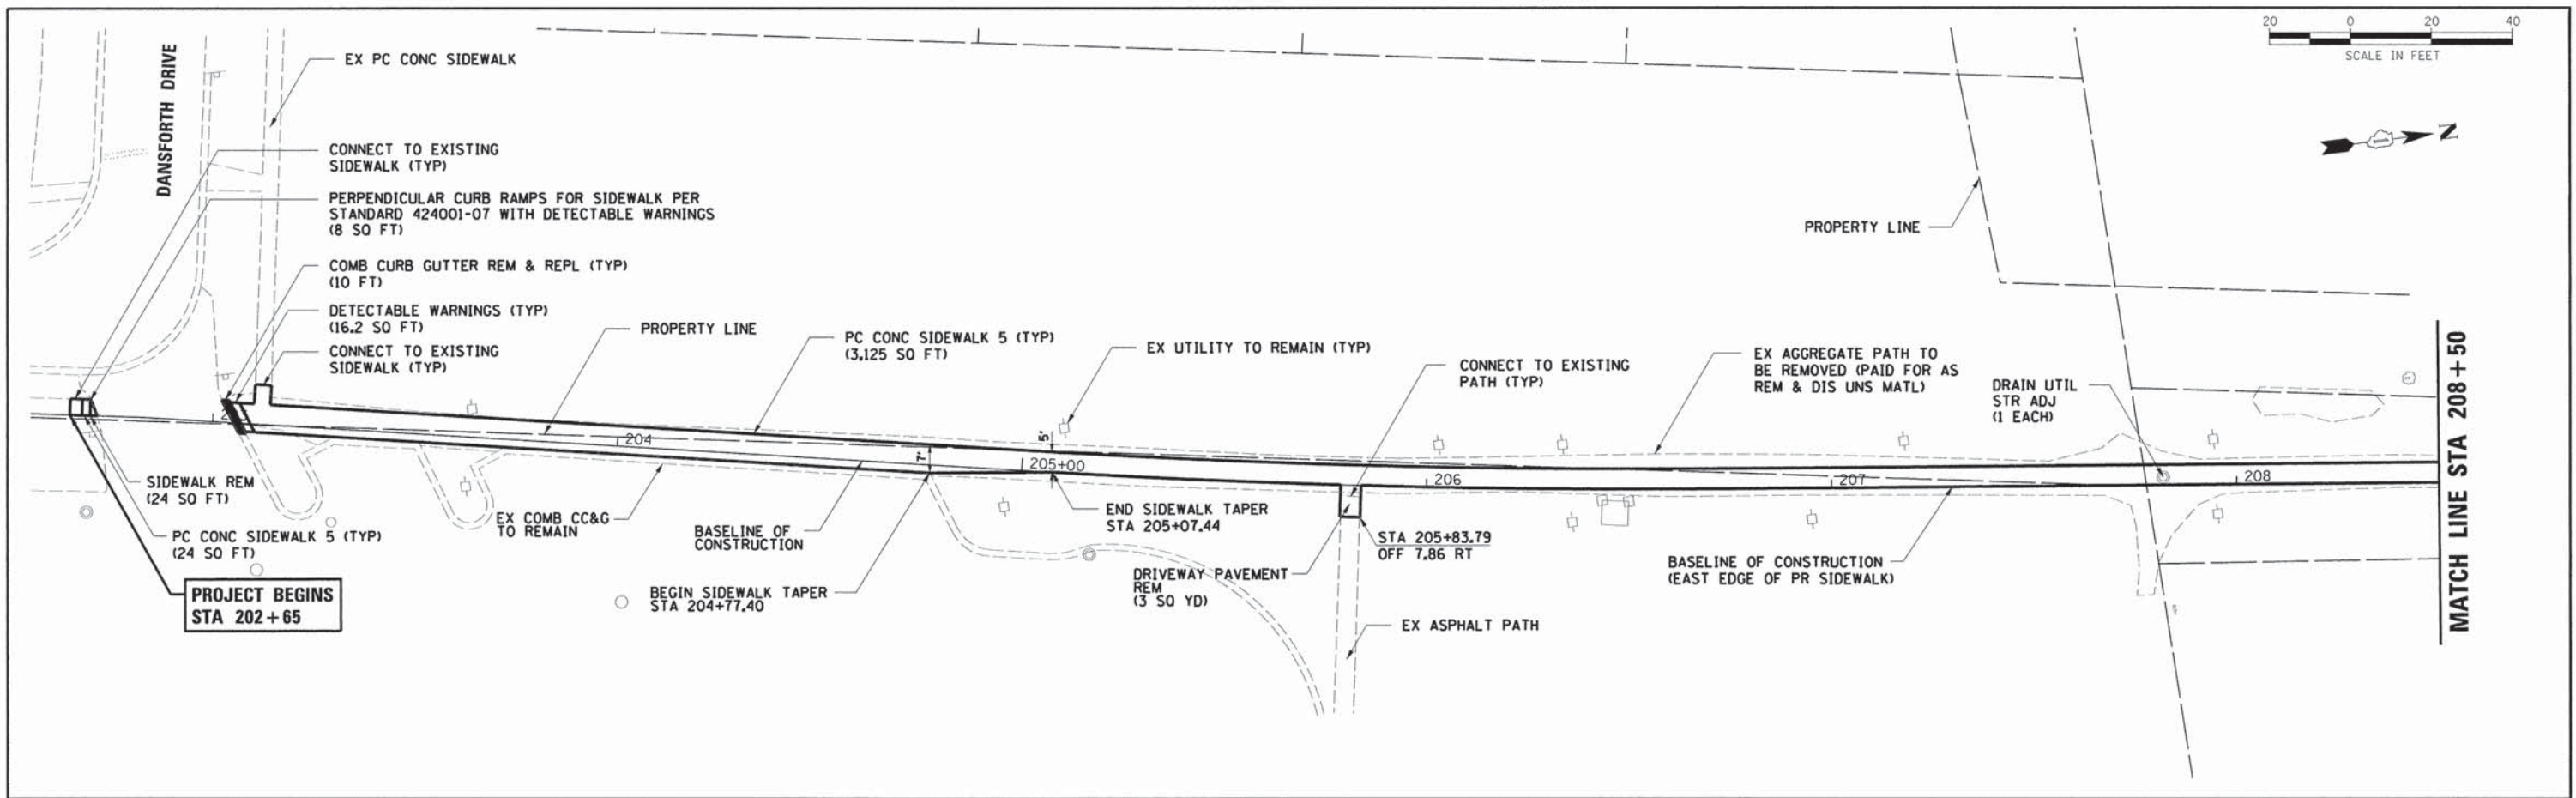 20 0 20 40
SCALE IN FEET
N
DANSFORTH DRIVE
EX PC CONC SIDEWALK
CONNECT TO EXISTING
SIDEWALK (TYP)
PERPENDICULAR CURB RAMPS FOR SIDEWALK PER
STANDARD 424001-07 WITH DETECTABLE WARNINGS
(8 SQ FT)
COMB CURB GUTTER REM & REPL (TYP)
(10 FT)
DETECTABLE WARNINGS (TYP)
(16.2 SQ FT)
CONNECT TO EXISTING
SIDEWALK (TYP)
PROPERTY LINE
PC CONC SIDEWALK 5 (TYP)
(3,125 SQ FT)
EX UTILITY TO REMAIN (TYP)
CONNECT TO EXISTING
PATH (TYP)
EX AGGREGATE PATH TO
BE REMOVED (PAID FOR AS
REM & DIS UNS MATL)
PROPERTY LINE
DRAIN UTIL
STR ADJ
(1 EACH)
MATCH LINE STA 208+50
204
7'
5'
205+00
206
207
208
SIDEWALK REM
(24 SQ FT)
PC CONC SIDEWALK 5 (TYP)
(24 SQ FT)
PROJECT BEGINS
STA 202+65
EX COMB CC&G
TO REMAIN
BASELINE OF
CONSTRUCTION
BEGIN SIDEWALK TAPER
STA 204+77.40
END SIDEWALK TAPER
STA 205+07.44
DRIVEWAY PAVEMENT
REM
(3 SQ YD)
STA 205+83.79
OFF 7.86 RT
EX ASPHALT PATH
BASELINE OF CONSTRUCTION
(EAST EDGE OF PR SIDEWALK)